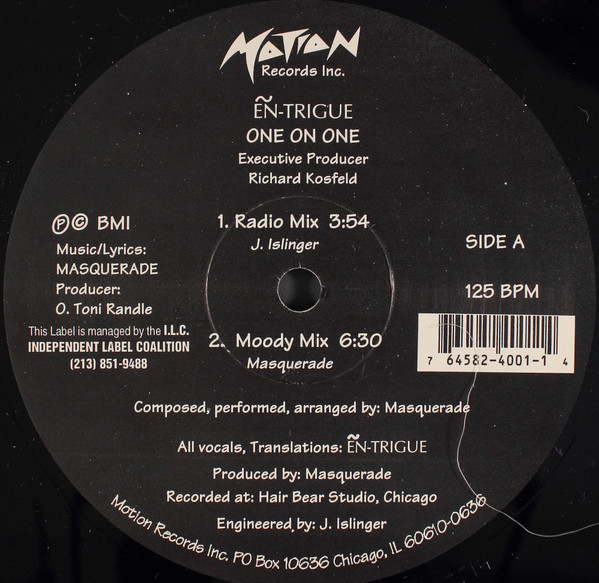 MOTION
Records Inc.
ẼN-TRIGUE
ONE ON ONE
Executive Producer
Richard Kosfeld
℗© BMI
Music/Lyrics:
MASQUERADE
Producer:
O. Toni Randle
This Label is managed by the I.L.C.
INDEPENDENT LABEL COALITION
(213) 851-9488
1. Radio Mix 3:54
J. Islinger
2. Moody Mix 6:30
Masquerade
SIDE A
125 BPM
7 64582-4001-1 4
Composed, performed, arranged by: Masquerade
All vocals, Translations: ẼN-TRIGUE
Produced by: Masquerade
Recorded at: Hair Bear Studio, Chicago
Engineered by: J. Islinger
Motion Records Inc. PO Box 10636 Chicago, IL 60610-0636